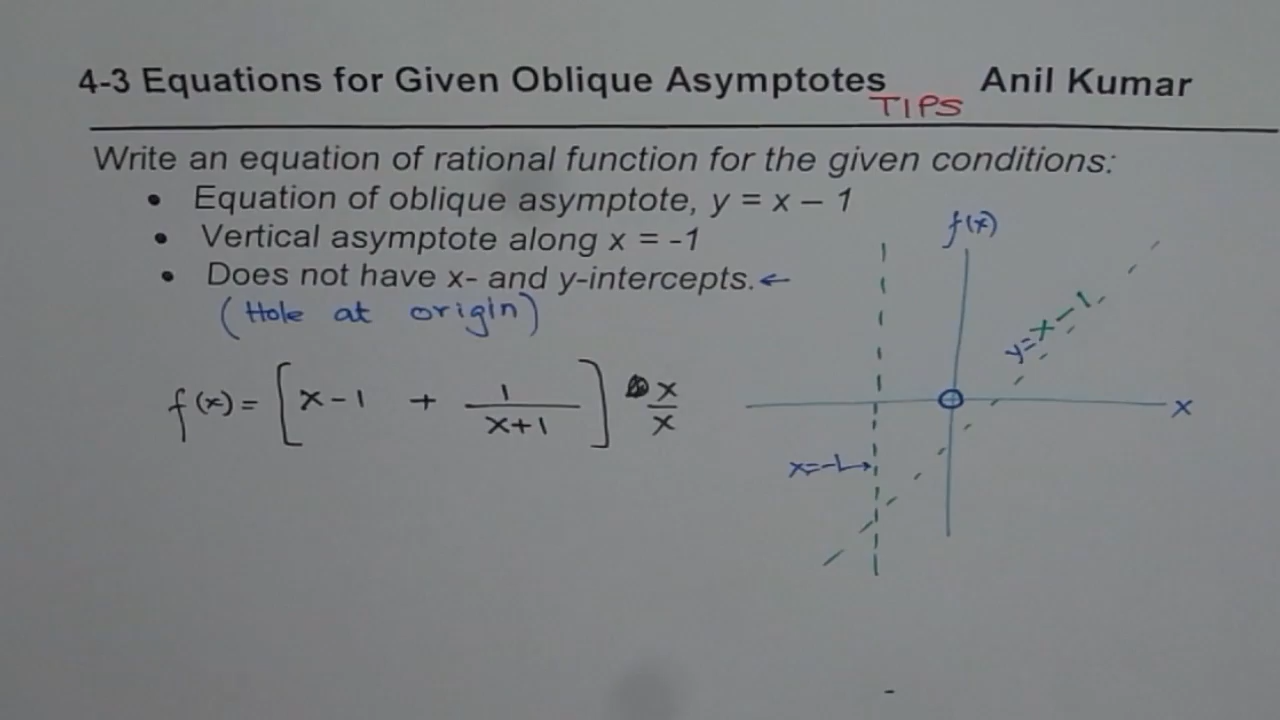 4-3 Equations for Given Oblique Asymptotes Anil Kumar
TIPS
Write an equation of rational function for the given conditions:
• Equation of oblique asymptote, y = x – 1
• Vertical asymptote along x = -1
• Does not have x- and y-intercepts. ←
(Hole at origin)
f(x) = [x-1 + 1/(x+1)] • x/x
f(x)
y=x-1
x
x=-1→